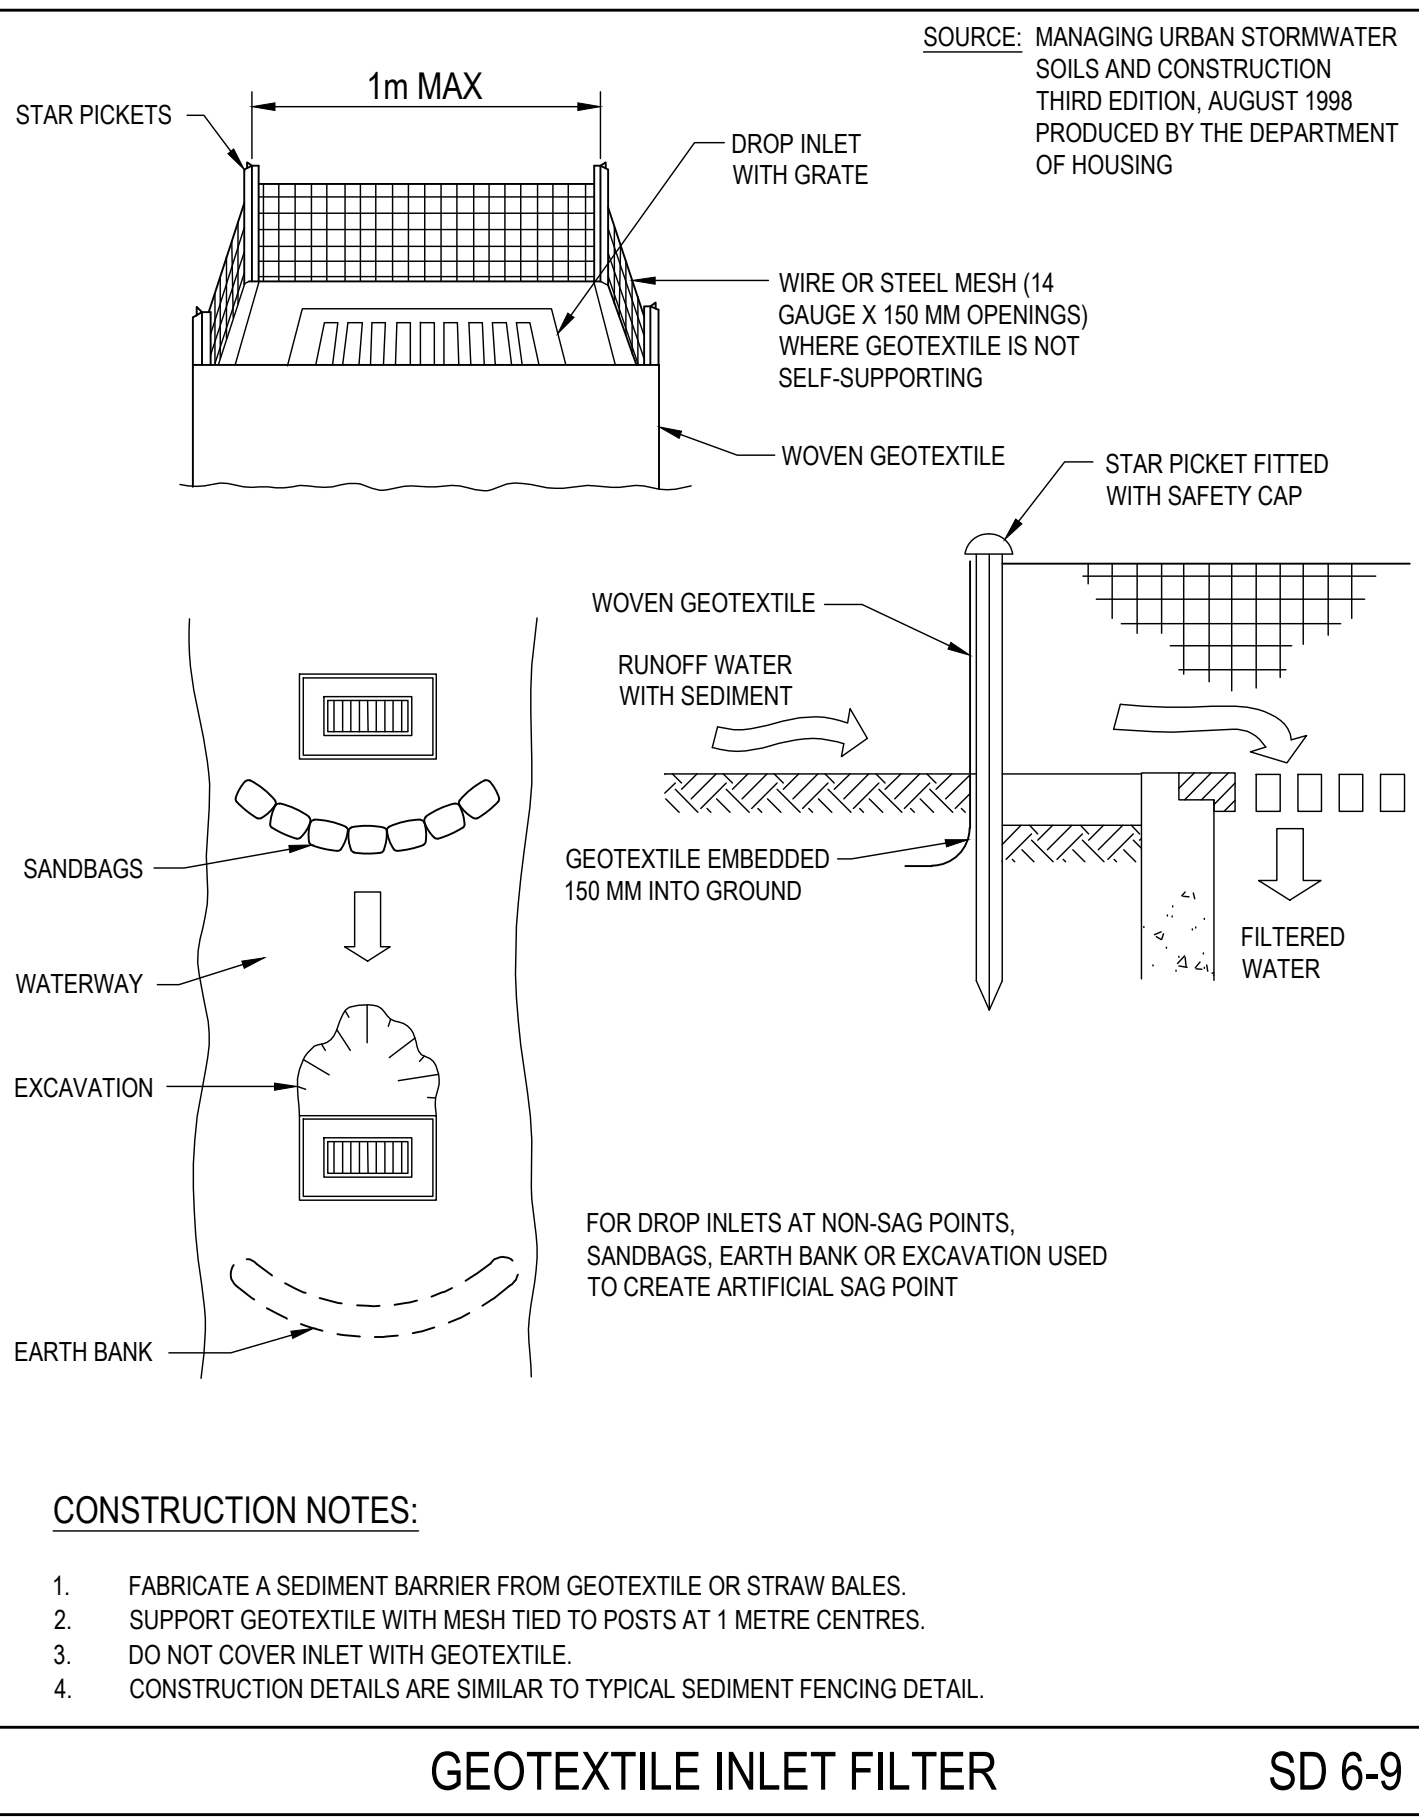 SOURCE: MANAGING URBAN STORMWATER
SOILS AND CONSTRUCTION
THIRD EDITION, AUGUST 1998
PRODUCED BY THE DEPARTMENT
OF HOUSING
1m MAX
STAR PICKETS
DROP INLET
WITH GRATE
WIRE OR STEEL MESH (14
GAUGE X 150 MM OPENINGS)
WHERE GEOTEXTILE IS NOT
SELF-SUPPORTING
WOVEN GEOTEXTILE
STAR PICKET FITTED
WITH SAFETY CAP
WOVEN GEOTEXTILE
RUNOFF WATER
WITH SEDIMENT
GEOTEXTILE EMBEDDED
150 MM INTO GROUND
FILTERED
WATER
SANDBAGS
WATERWAY
EXCAVATION
EARTH BANK
FOR DROP INLETS AT NON-SAG POINTS,
SANDBAGS, EARTH BANK OR EXCAVATION USED
TO CREATE ARTIFICIAL SAG POINT
CONSTRUCTION NOTES:
1. FABRICATE A SEDIMENT BARRIER FROM GEOTEXTILE OR STRAW BALES.
2. SUPPORT GEOTEXTILE WITH MESH TIED TO POSTS AT 1 METRE CENTRES.
3. DO NOT COVER INLET WITH GEOTEXTILE.
4. CONSTRUCTION DETAILS ARE SIMILAR TO TYPICAL SEDIMENT FENCING DETAIL.
GEOTEXTILE INLET FILTER SD 6-9